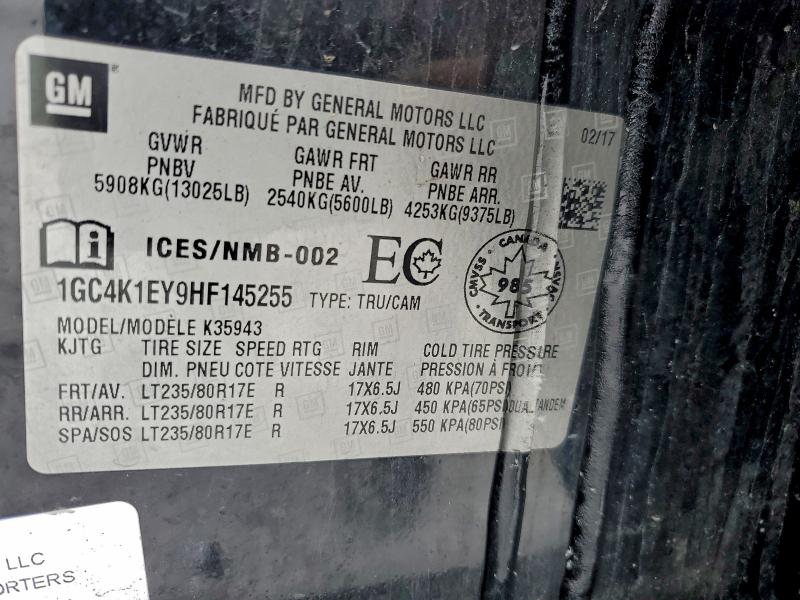 GM
MFD BY GENERAL MOTORS LLC
FABRIQUÉ PAR GENERAL MOTORS LLC
02/17
GVWR GAWR FRT GAWR RR
PNBV PNBE AV. PNBE ARR.
5908KG(13025LB) 2540KG(5600LB) 4253KG(9375LB)
i ICES/NMB-002 EC
CANADA
CMVSS 985 NSVAC
TRANSPORT
1GC4K1EY9HF145255 TYPE: TRU/CAM
MODEL/MODÈLE K35943
KJTG TIRE SIZE SPEED RTG RIM COLD TIRE PRESSURE
DIM. PNEU COTE VITESSE JANTE PRESSION À FROID
FRT/AV. LT235/80R17E R 17X6.5J 480 KPA(70PSI)
RR/ARR. LT235/80R17E R 17X6.5J 450 KPA(65PSI)DUAL TANDEM
SPA/SOS LT235/80R17E R 17X6.5J 550 KPA(80PSI)
LLC
ORTERS